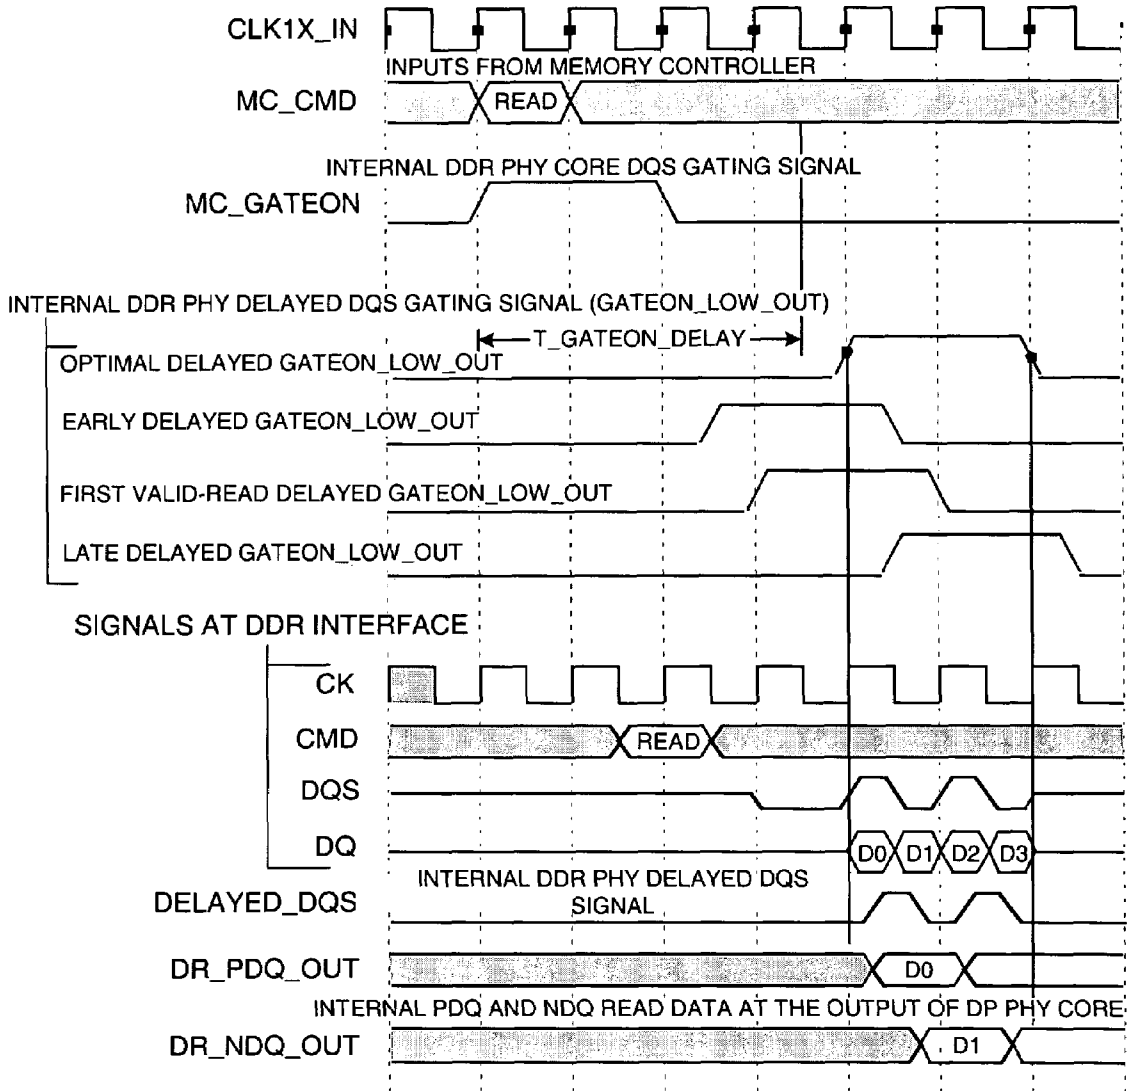 CLK1X_IN
INPUTS FROM MEMORY CONTROLLER
MC_CMD
READ
INTERNAL DDR PHY CORE DQS GATING SIGNAL
MC_GATEON
INTERNAL DDR PHY DELAYED DQS GATING SIGNAL (GATEON_LOW_OUT)
T_GATEON_DELAY
OPTIMAL DELAYED GATEON_LOW_OUT
EARLY DELAYED GATEON_LOW_OUT
FIRST VALID-READ DELAYED GATEON_LOW_OUT
LATE DELAYED GATEON_LOW_OUT
SIGNALS AT DDR INTERFACE
CK
CMD
READ
DQS
DQ
D0 D1 D2 D3
INTERNAL DDR PHY DELAYED DQS
SIGNAL
DELAYED_DQS
DR_PDQ_OUT
D0
INTERNAL PDQ AND NDQ READ DATA AT THE OUTPUT OF DP PHY CORE
DR_NDQ_OUT
D1